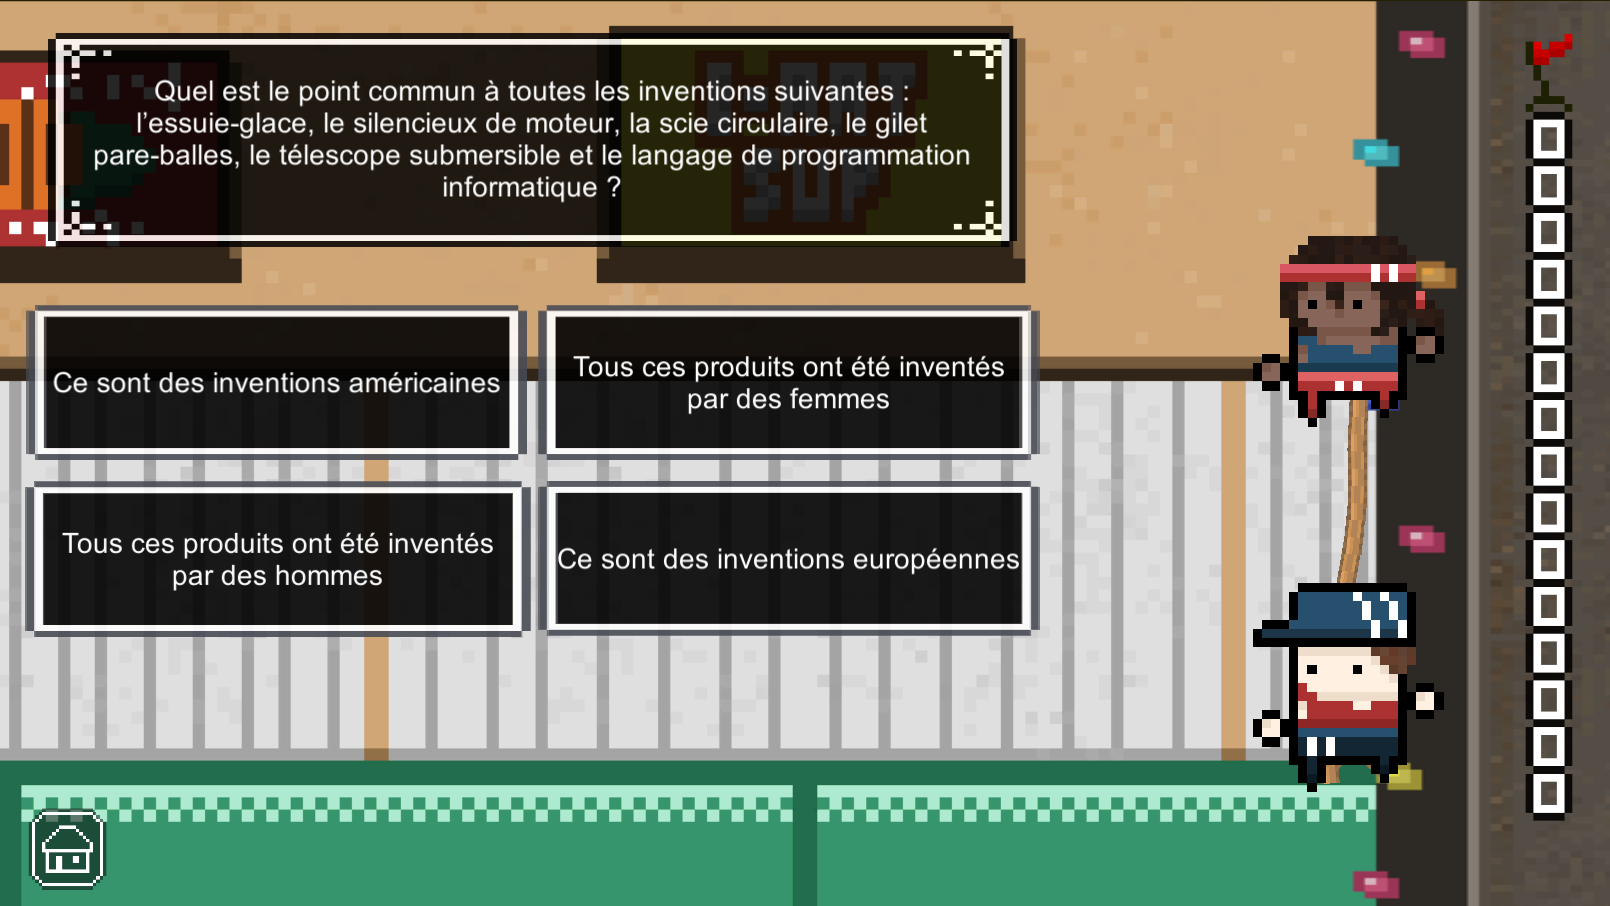 Quel est le point commun à toutes les inventions suivantes :
l’essuie-glace, le silencieux de moteur, la scie circulaire, le gilet
pare-balles, le télescope submersible et le langage de programmation
informatique ?
Ce sont des inventions américaines
Tous ces produits ont été inventés
par des femmes
Tous ces produits ont été inventés
par des hommes
Ce sont des inventions européennes